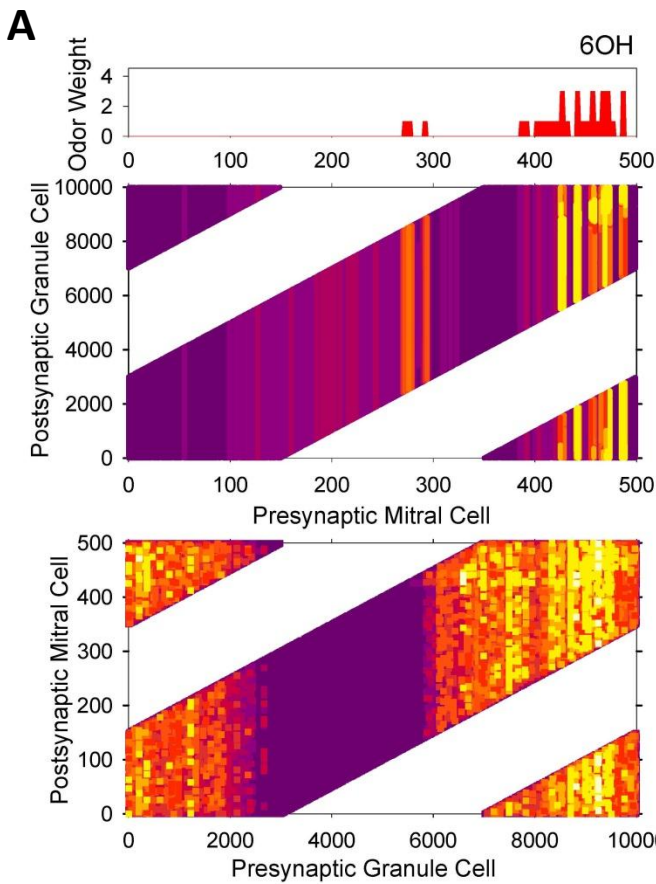 A
6OH
Odor Weight
4
2
0
0 100 200 300 400 500
Postsynaptic Granule Cell
10000
8000
6000
4000
2000
0
0 100 200 300 400 500
Presynaptic Mitral Cell
Postsynaptic Mitral Cell
500
400
300
200
100
0
0 2000 4000 6000 8000 1000
Presynaptic Granule Cell